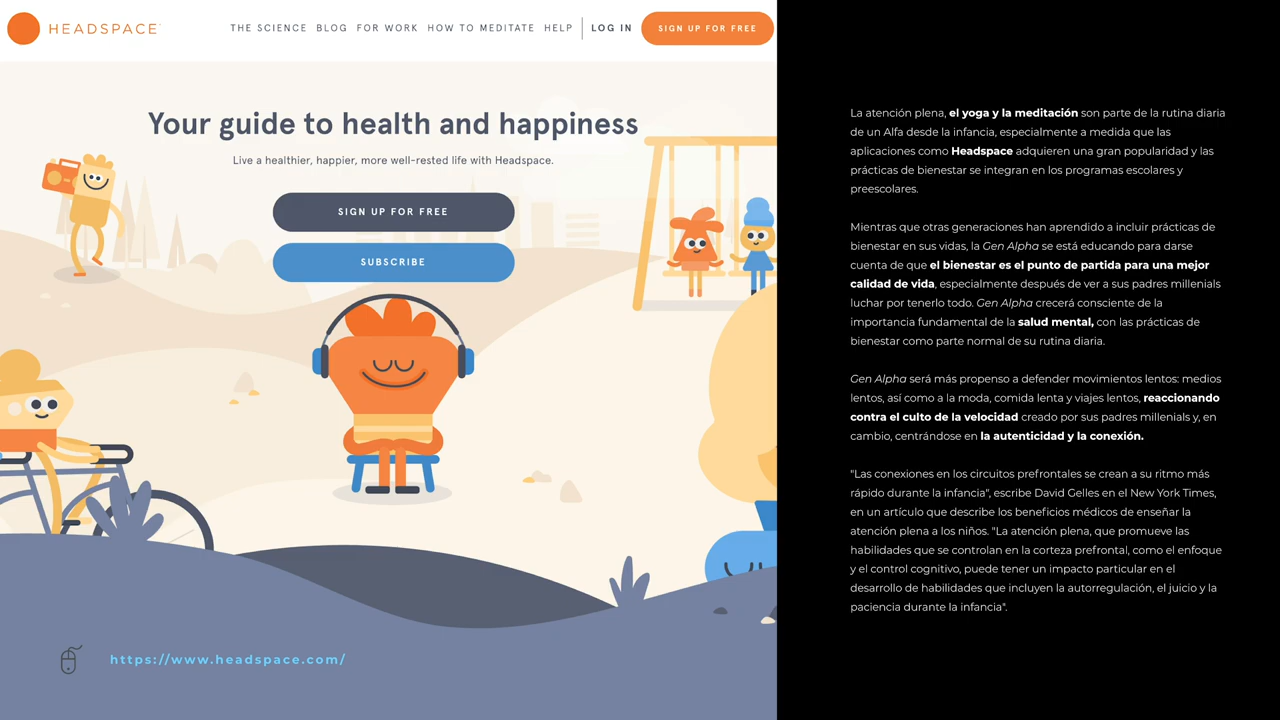 HEADSPACE
THE SCIENCE BLOG FOR WORK HOW TO MEDITATE HELP LOG IN SIGN UP FOR FREE
Your guide to health and happiness
Live a healthier, happier, more well-rested life with Headspace.
SIGN UP FOR FREE
SUBSCRIBE
https://www.headspace.com/
La atención plena, el yoga y la meditación son parte de la rutina diaria
de un Alfa desde la infancia, especialmente a medida que las
aplicaciones como Headspace adquieren una gran popularidad y las
prácticas de bienestar se integran en los programas escolares y
preescolares.
Mientras que otras generaciones han aprendido a incluir prácticas de
bienestar en sus vidas, la Gen Alpha se está educando para darse
cuenta de que el bienestar es el punto de partida para una mejor
calidad de vida, especialmente después de ver a sus padres millenials
luchar por tenerlo todo. Gen Alpha crecerá consciente de la
importancia fundamental de la salud mental, con las prácticas de
bienestar como parte normal de su rutina diaria.
Gen Alpha será más propenso a defender movimientos lentos: medios
lentos, así como a la moda, comida lenta y viajes lentos, reaccionando
contra el culto de la velocidad creado por sus padres millenials y, en
cambio, centrándose en la autenticidad y la conexión.
"Las conexiones en los circuitos prefrontales se crean a su ritmo más
rápido durante la infancia", escribe David Gelles en el New York Times,
en un artículo que describe los beneficios médicos de enseñar la
atención plena a los niños. "La atención plena, que promueve las
habilidades que se controlan en la corteza prefrontal, como el enfoque
y el control cognitivo, puede tener un impacto particular en el
desarrollo de habilidades que incluyen la autorregulación, el juicio y la
paciencia durante la infancia".